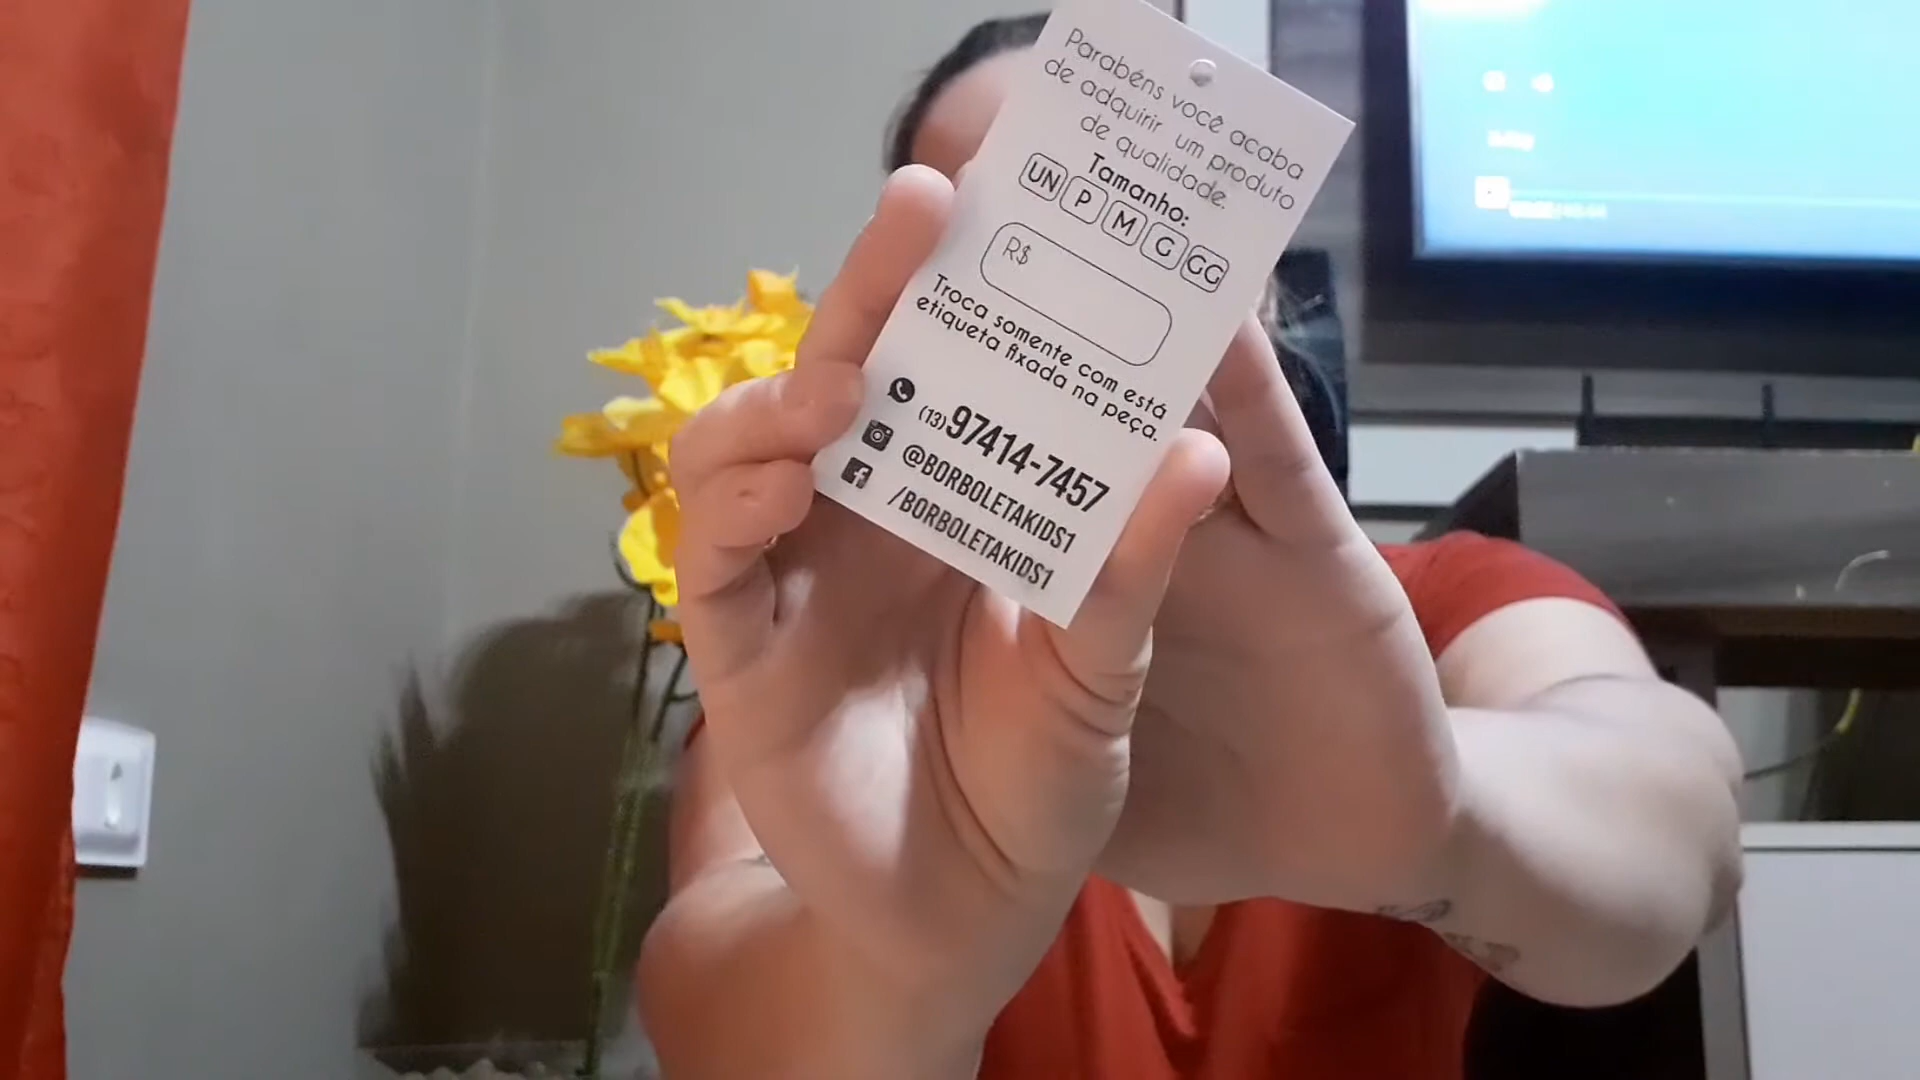 Parabéns você acaba
de adquirir um produto
de qualidade.
Tamanho:
UN P M G GG
R$
Troca somente com está
etiqueta fixada na peça.
(13) 97414-7457
@BORBOLETAKIDS1
/BORBOLETAKIDS1